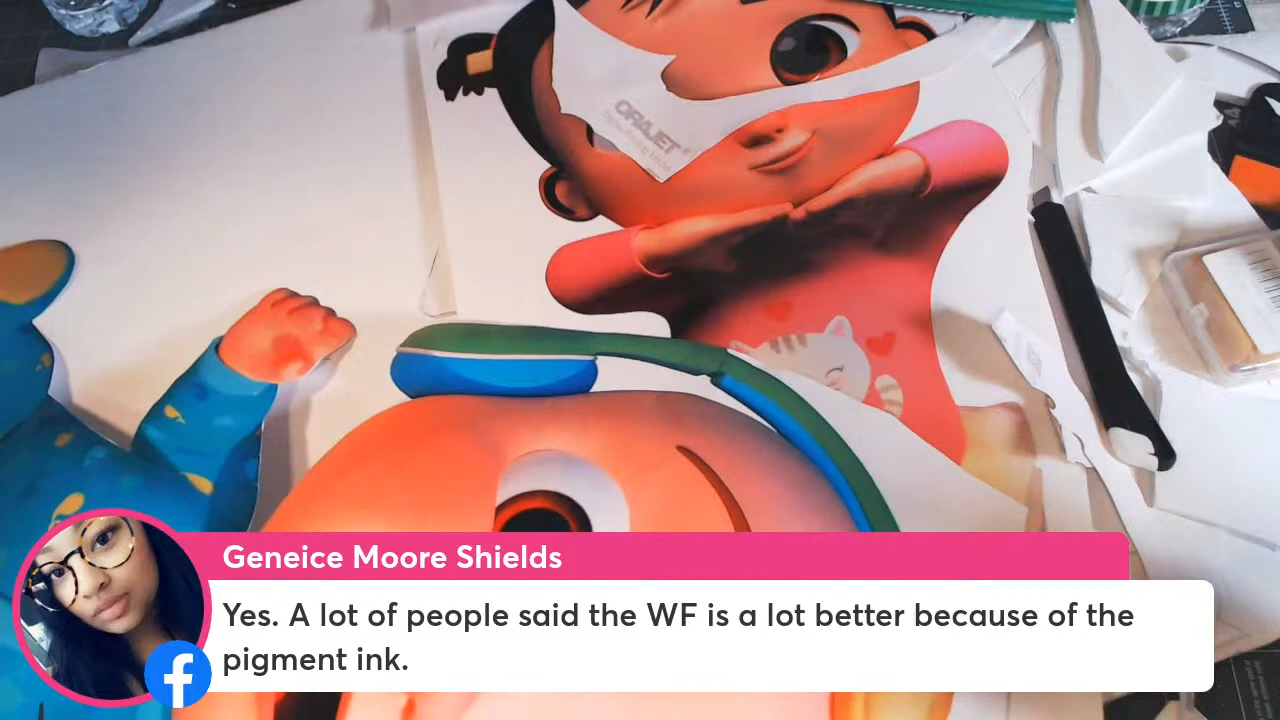 ORAJET
Geneice Moore Shields
Yes. A lot of people said the WF is a lot better because of the
pigment ink.